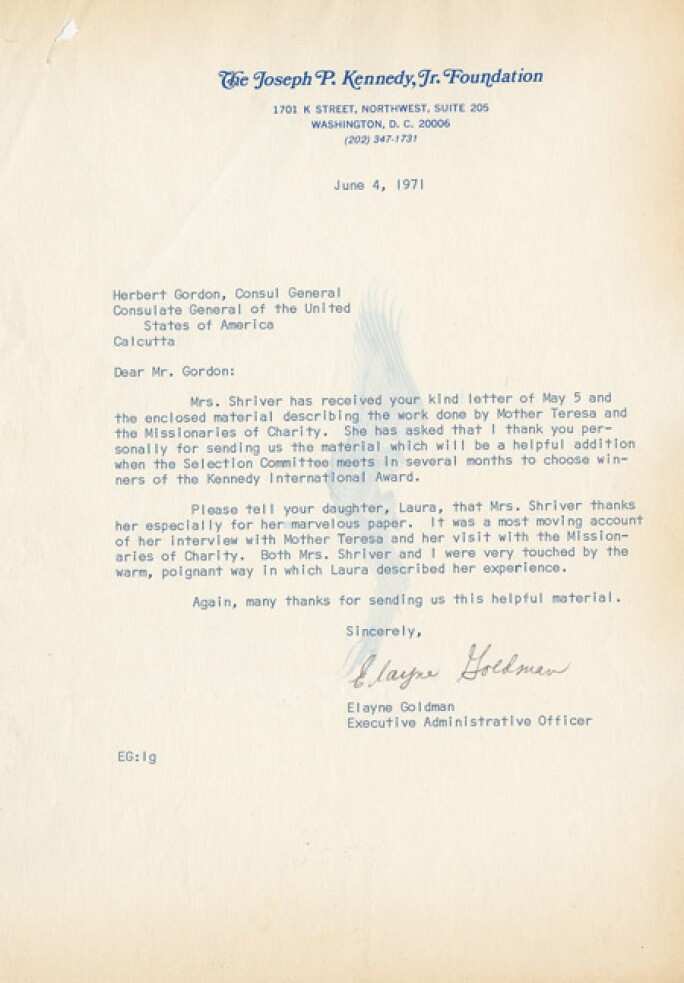 The Joseph P. Kennedy, Jr. Foundation
1701 K STREET, NORTHWEST, SUITE 205
WASHINGTON, D. C. 20006
(202) 347-1731
June 4, 1971
Herbert Gordon, Consul General
Consulate General of the United
States of America
Calcutta
Dear Mr. Gordon:
Mrs. Shriver has received your kind letter of May 5 and
the enclosed material describing the work done by Mother Teresa and
the Missionaries of Charity. She has asked that I thank you per-
sonally for sending us the material which will be a helpful addition
when the Selection Committee meets in several months to choose win-
ners of the Kennedy International Award.
Please tell your daughter, Laura, that Mrs. Shriver thanks
her especially for her marvelous paper. It was a most moving account
of her interview with Mother Teresa and her visit with the Mission-
aries of Charity. Both Mrs. Shriver and I were very touched by the
warm, poignant way in which Laura described her experience.
Again, many thanks for sending us this helpful material.
Sincerely,
Elayne Goldman
Elayne Goldman
Executive Administrative Officer
EG:lg